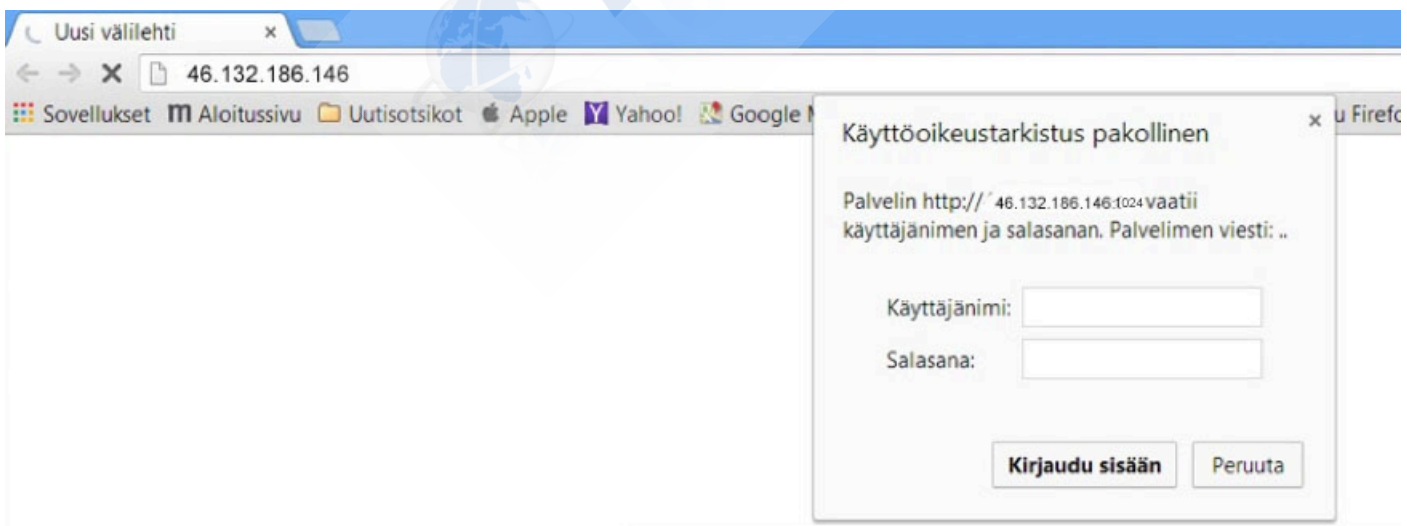 Uusi välilehti
46.132.186.146
Sovellukset m Aloitussivu Uutisotsikot Apple Yahoo! Google M u Firefo
Käyttöoikeustarkistus pakollinen
Palvelin http://´46.132.186.146:1024 vaatii
käyttäjänimen ja salasanan. Palvelimen viesti: ..
Käyttäjänimi:
Salasana:
Kirjaudu sisään Peruuta